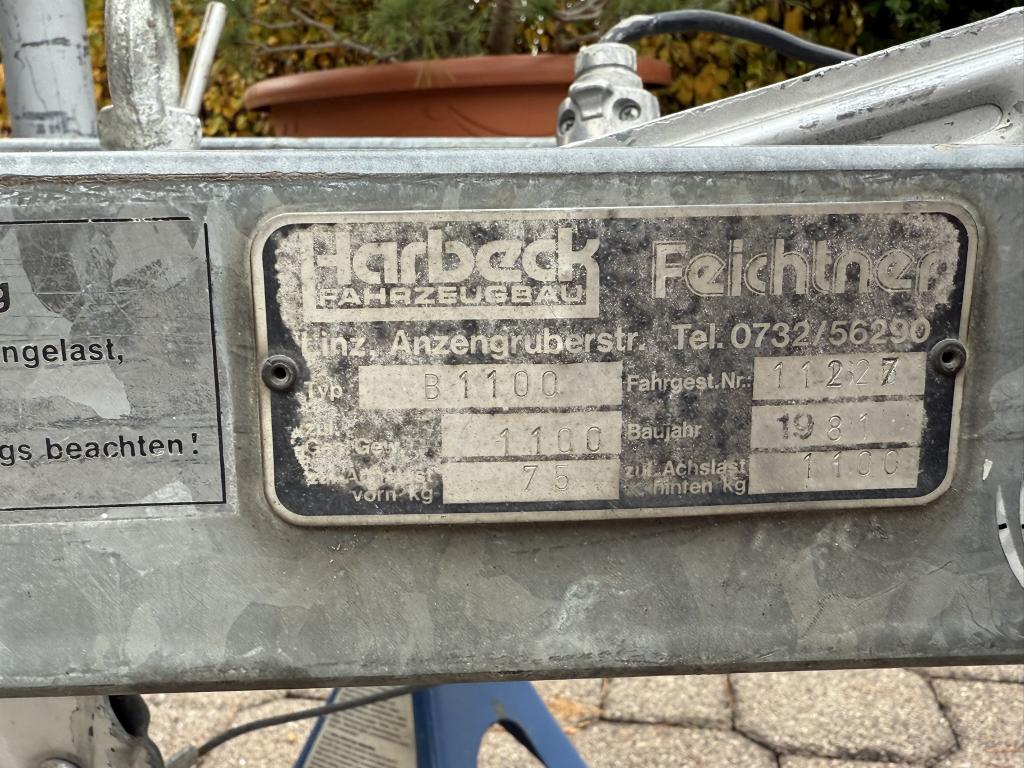 Harbeck
FAHRZEUGBAU
Feichtner
Linz, Anzengruberstr. Tel. 0732/56290
Typ B1100 Fahrgest.Nr.: 11227
zul. 1100 Baujahr 1981
75 zul. Achslast 1100
vorn kg hinten kg
ngelast,
gs beachten!